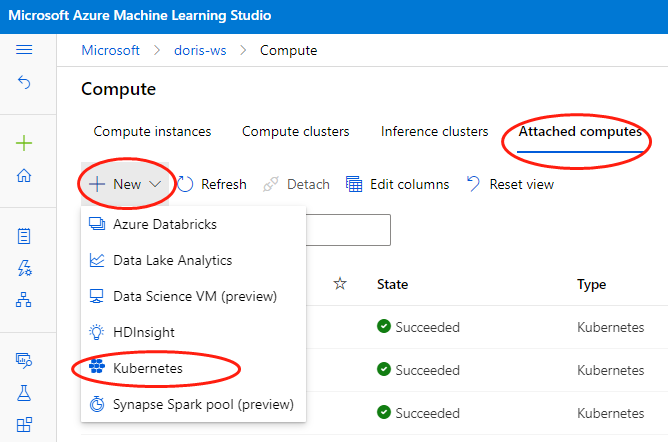 Microsoft Azure Machine Learning Studio
Microsoft > doris-ws > Compute
Compute
Compute instances Compute clusters Inference clusters Attached computes
New Refresh Detach Edit columns Reset view
Azure Databricks
Data Lake Analytics
Data Science VM (preview)
HDInsight
Kubernetes
Synapse Spark pool (preview)
State Type
Succeeded Kubernetes
Succeeded Kubernetes
Succeeded Kubernetes